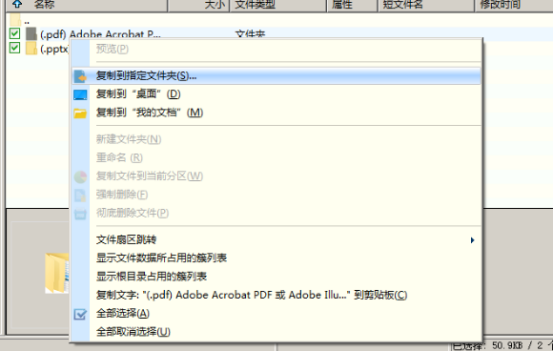 名称 大小 文件类型 属性 短文件名 修改时间
..
(.pdf) Adobe Acrobat P... 文件夹
(.pptx
预览(P)
复制到指定文件夹(S)...
复制到“桌面”(D)
复制到“我的文档”(M)
新建文件夹(N)
重命名 (R)
复制文件到当前分区(W)
强制删除(F)
彻底删除文件(P)
文件扇区跳转
显示文件数据所占用的簇列表
显示根目录占用的簇列表
复制文字: "(.pdf) Adobe Acrobat PDF 或 Adobe Illu..." 到剪贴板(C)
全部选择(A)
全部取消选择(U)
已选择: 50.9KB / 2 个